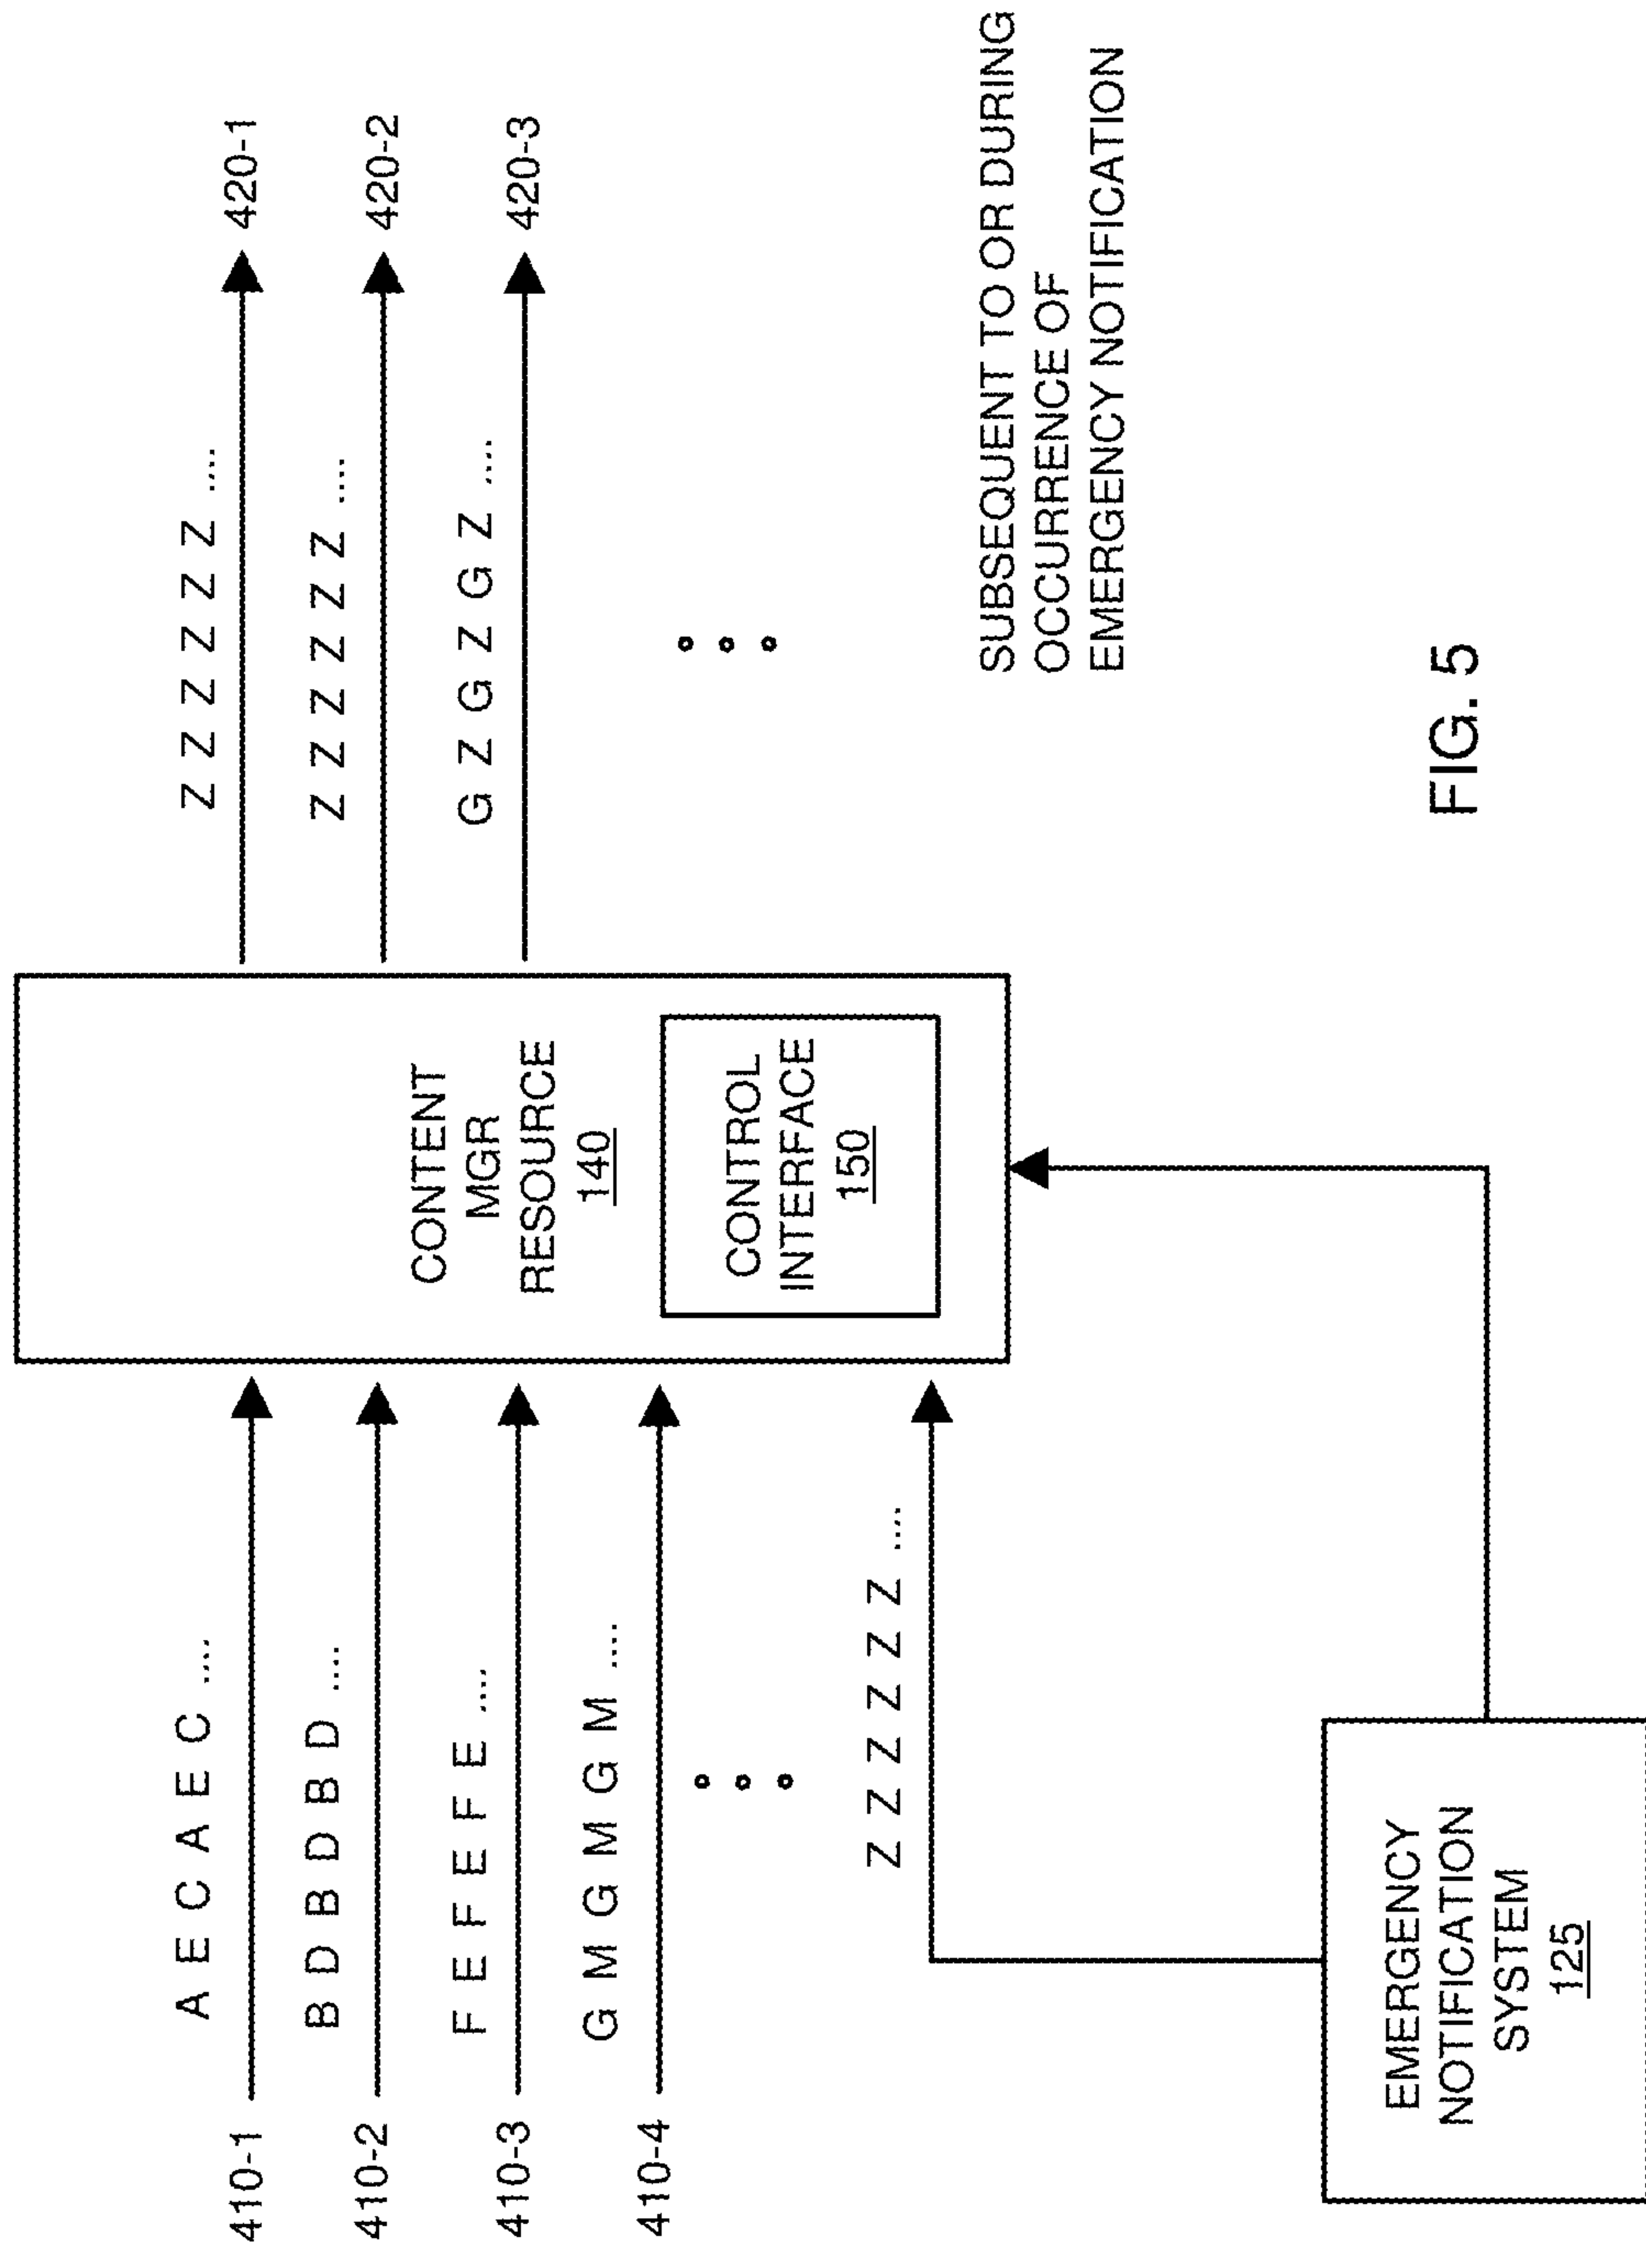 410-1
A E C A E C ....
410-2
B D B D B D ....
410-3
F E F E F E ....
410-4
G M G M G M ....
Z Z Z Z Z Z ....
EMERGENCY
NOTIFICATION
SYSTEM
125
CONTENT
MGR
RESOURCE
140
CONTROL
INTERFACE
150
Z Z Z Z Z Z ....
420-1
Z Z Z Z Z Z ....
420-2
G Z G Z G Z ....
420-3
SUBSEQUENT TO OR DURING
OCCURRENCE OF
EMERGENCY NOTIFICATION
FIG. 5